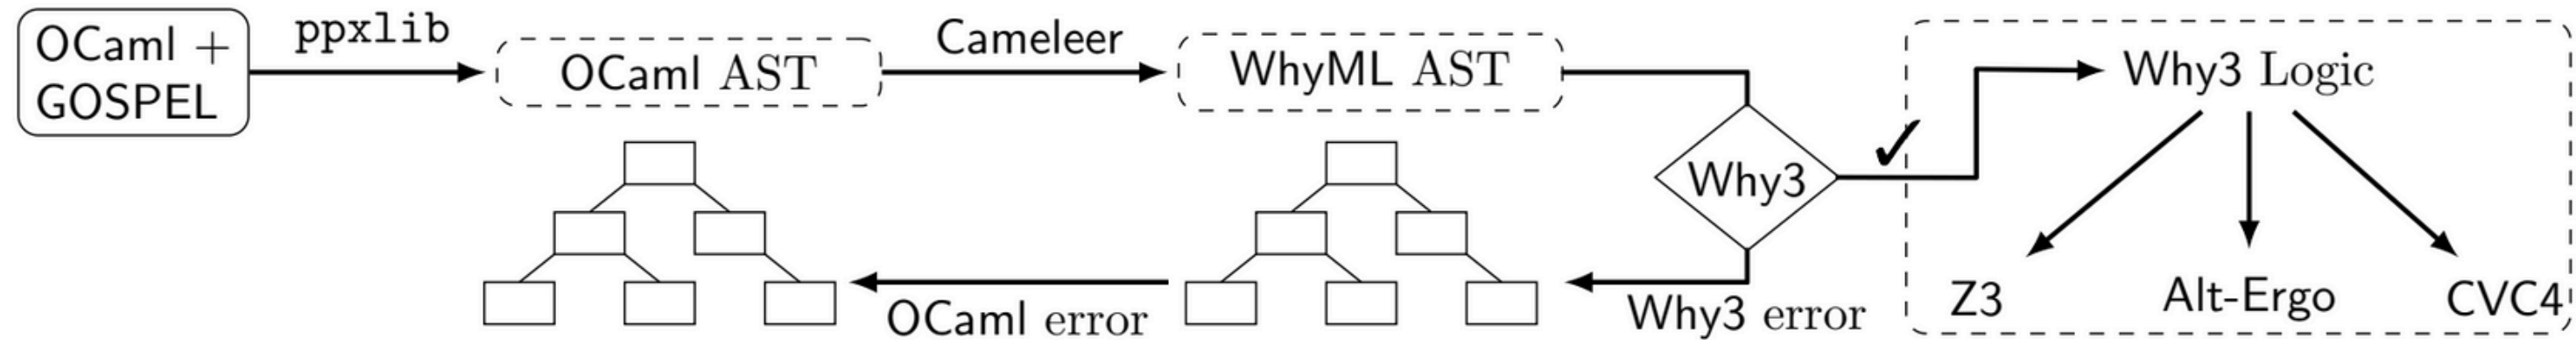 OCaml +
GOSPEL
ppxlib
OCaml AST
Cameleer
WhyML AST
Why3
✓
Why3 Logic
Z3
Alt-Ergo
CVC4
Why3 error
OCaml error